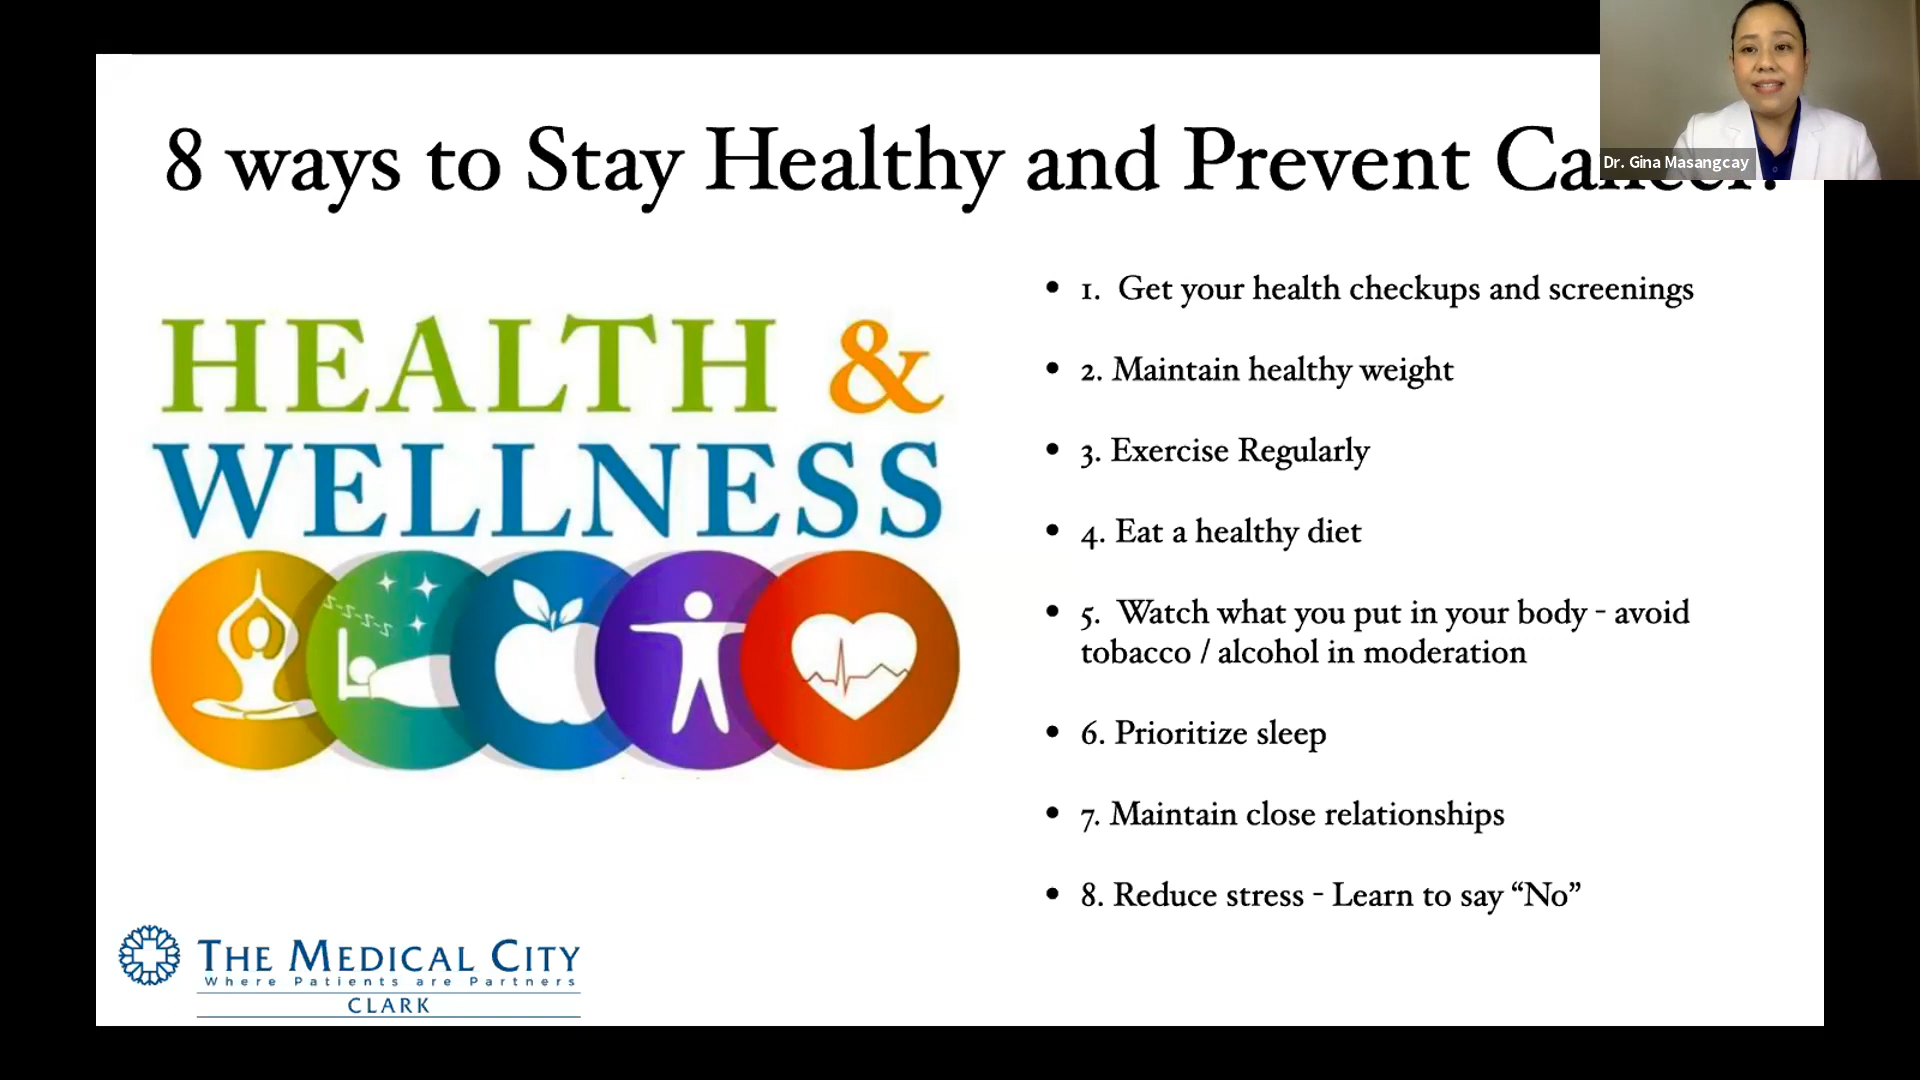 8 ways to Stay Healthy and Prevent Cancer!
Dr. Gina Masangcay
HEALTH &
WELLNESS
z-z-z-z
z-z-z-z
• 1. Get your health checkups and screenings
• 2. Maintain healthy weight
• 3. Exercise Regularly
• 4. Eat a healthy diet
• 5. Watch what you put in your body - avoid
tobacco / alcohol in moderation
• 6. Prioritize sleep
• 7. Maintain close relationships
• 8. Reduce stress - Learn to say “No”
THE MEDICAL CITY
Where Patients are Partners
CLARK